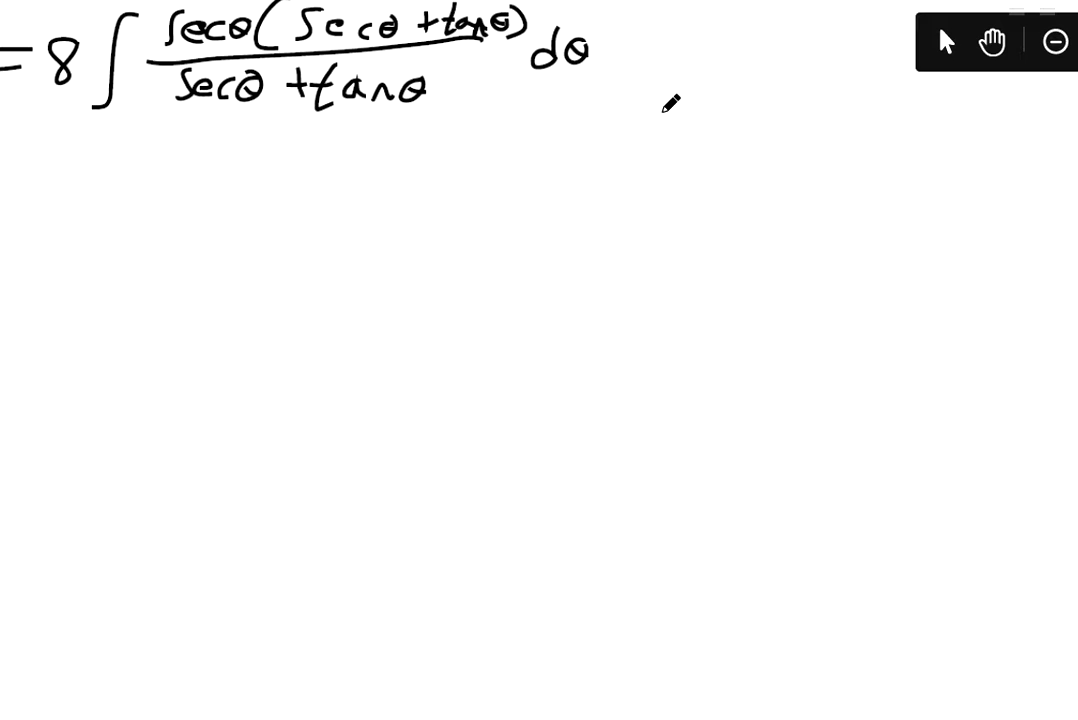 = 8 ∫ secθ(secθ + tanθ) / secθ + tanθ dθ